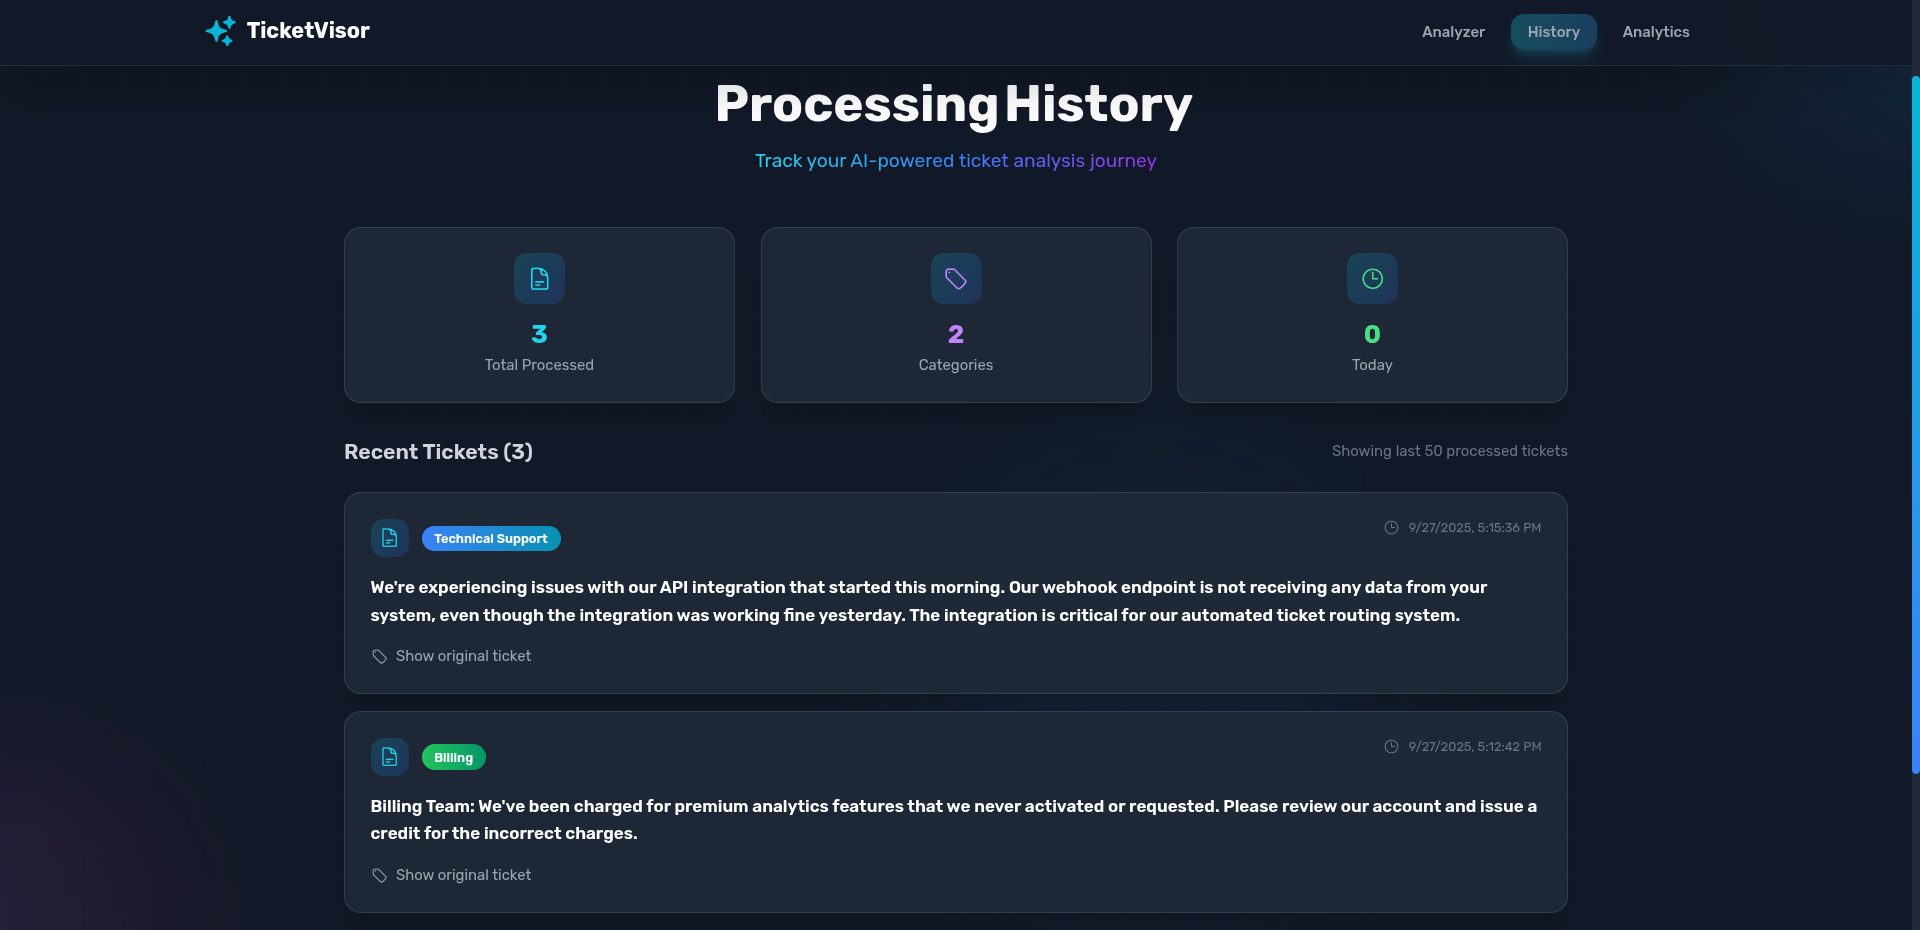 TicketVisor
Analyzer
History
Analytics
Processing History
Track your AI-powered ticket analysis journey
3
Total Processed
2
Categories
0
Today
Recent Tickets (3)
Showing last 50 processed tickets
Technical Support
9/27/2025, 5:15:36 PM
We're experiencing issues with our API integration that started this morning. Our webhook endpoint is not receiving any data from your
system, even though the integration was working fine yesterday. The integration is critical for our automated ticket routing system.
Show original ticket
Billing
9/27/2025, 5:12:42 PM
Billing Team: We've been charged for premium analytics features that we never activated or requested. Please review our account and issue a
credit for the incorrect charges.
Show original ticket